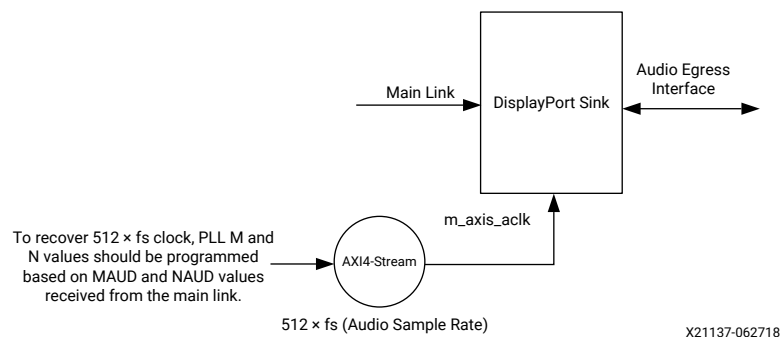 Main Link
DisplayPort Sink
Audio Egress
Interface
m_axis_aclk
To recover 512 × fs clock, PLL M and
N values should be programmed
based on MAUD and NAUD values
received from the main link.
AXI4-Stream
512 × fs (Audio Sample Rate)
X21137-062718